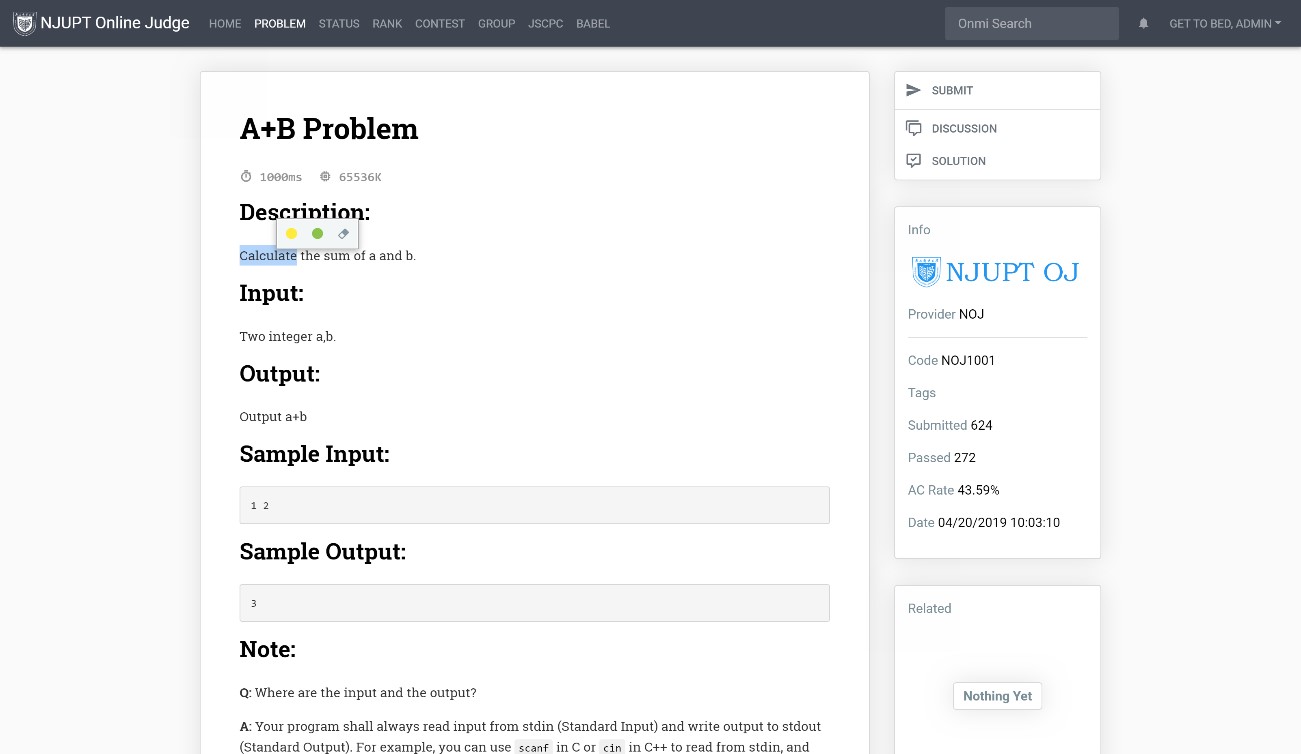 NJUPT Online Judge HOME PROBLEM STATUS RANK CONTEST GROUP JSCPC BABEL Onmi Search GET TO BED, ADMIN
A+B Problem
1000ms 65536K
Description:
Calculate the sum of a and b.
Input:
Two integer a,b.
Output:
Output a+b
Sample Input:
1 2
Sample Output:
3
Note:
Q: Where are the input and the output?
A: Your program shall always read input from stdin (Standard Input) and write output to stdout
(Standard Output). For example, you can use scanf in C or cin in C++ to read from stdin, and
SUBMIT
DISCUSSION
SOLUTION
Info
NJUPT OJ
Provider NOJ
Code NOJ1001
Tags
Submitted 624
Passed 272
AC Rate 43.59%
Date 04/20/2019 10:03:10
Related
Nothing Yet